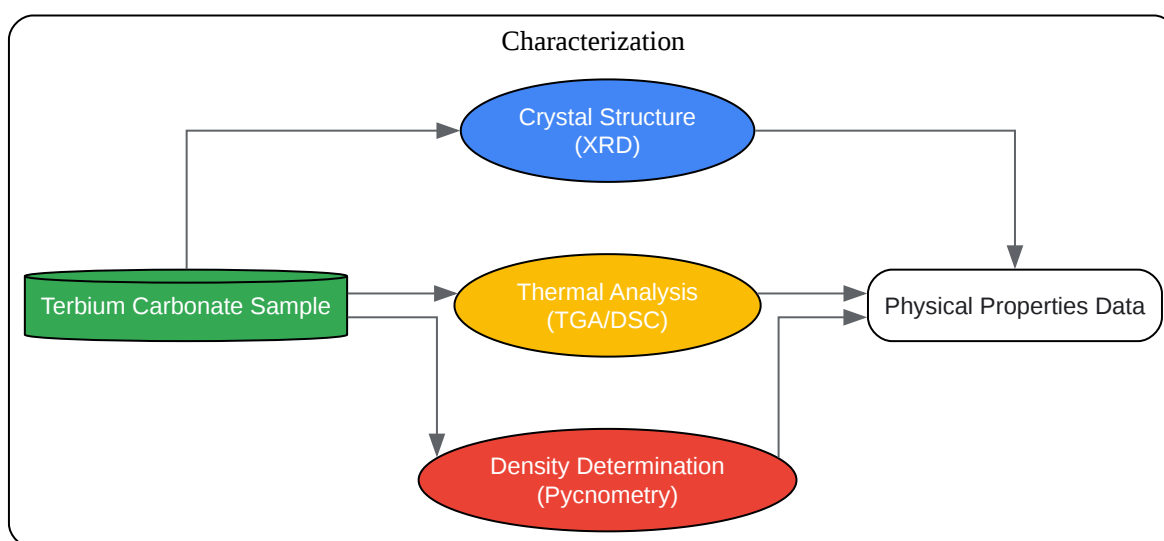 Characterization
Crystal Structure
(XRD)
Terbium Carbonate Sample
Thermal Analysis
(TGA/DSC)
Physical Properties Data
Density Determination
(Pycnometry)